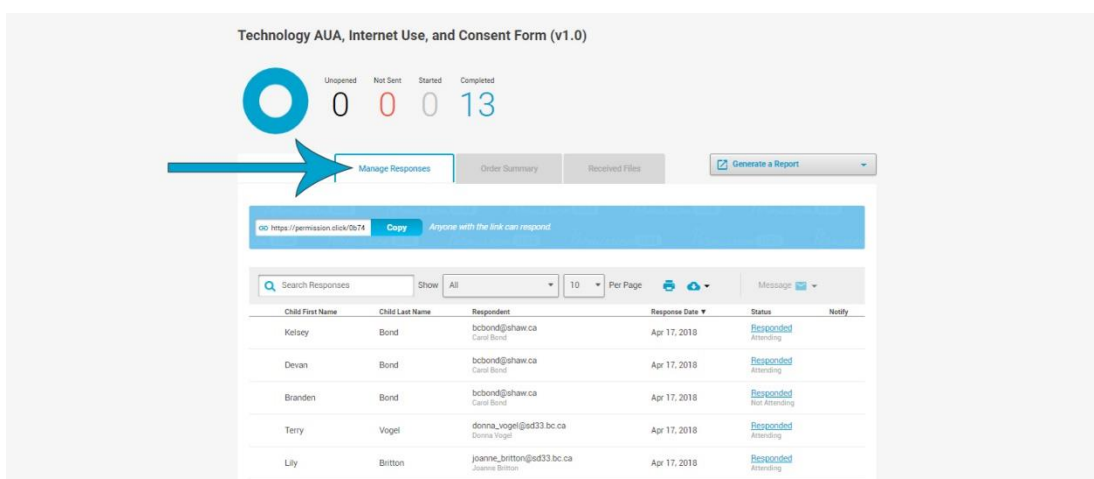 Technology AUA, Internet Use, and Consent Form (v1.0)
Unopened Not Sent Started Completed
0 0 0 13
Manage Responses Order Summary Received Files Generate a Report
https://permission.click/0b74 Copy Anyone with the link can respond
Search Responses Show All 10 Per Page Message
Child First Name Child Last Name Respondent Response Date ▼ Status Notify
Kelsey Bond bcbond@shaw.ca Apr 17, 2018 Responded
Carol Bond Attending
Devan Bond bcbond@shaw.ca Apr 17, 2018 Responded
Carol Bond Attending
Branden Bond bcbond@shaw.ca Apr 17, 2018 Responded
Carol Bond Not Attending
Terry Vogel donna_vogel@sd33.bc.ca Apr 17, 2018 Responded
Donna Vogel Attending
Lily Britton joanne_britton@sd33.bc.ca Apr 17, 2018 Responded
Joanne Britton Attending